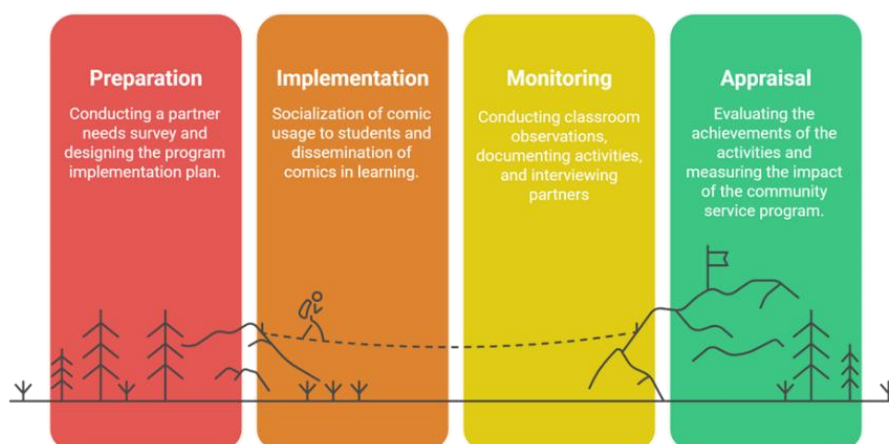 Preparation
Conducting a partner
needs survey and
designing the program
implementation plan.
Implementation
Socialization of comic
usage to students and
dissemination of
comics in learning.
Monitoring
Conducting classroom
observations,
documenting activities,
and interviewing
partners
Appraisal
Evaluating the
achievements of the
activities and
measuring the impact
of the community
service program.